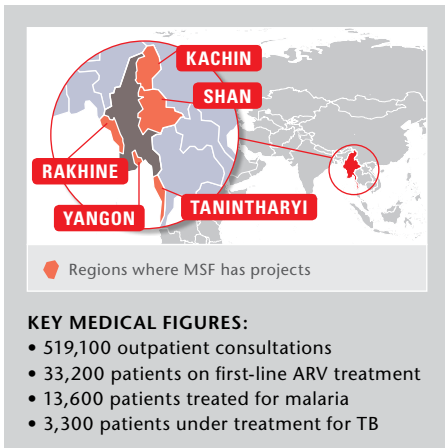 KACHIN
SHAN
RAKHINE
YANGON
TANINTHARYI
Regions where MSF has projects
KEY MEDICAL FIGURES:
• 519,100 outpatient consultations
• 33,200 patients on first-line ARV treatment
• 13,600 patients treated for malaria
• 3,300 patients under treatment for TB